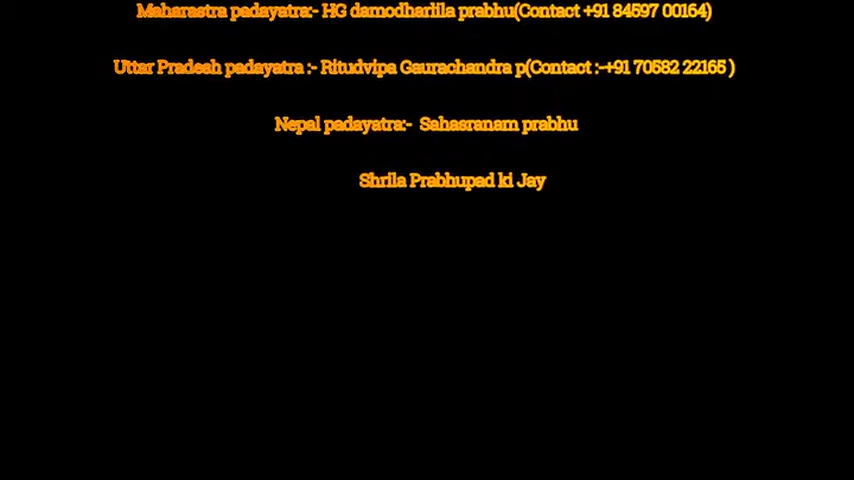 Maharastra padayatra:- HG damodharlila prabhu(Contact +91 84597 00164)
Uttar Pradesh padayatra :- Ritudvipa Gaurachandra p(Contact :-+91 70582 22165 )
Nepal padayatra:- Sahasranam prabhu
Shrila Prabhupad ki Jay